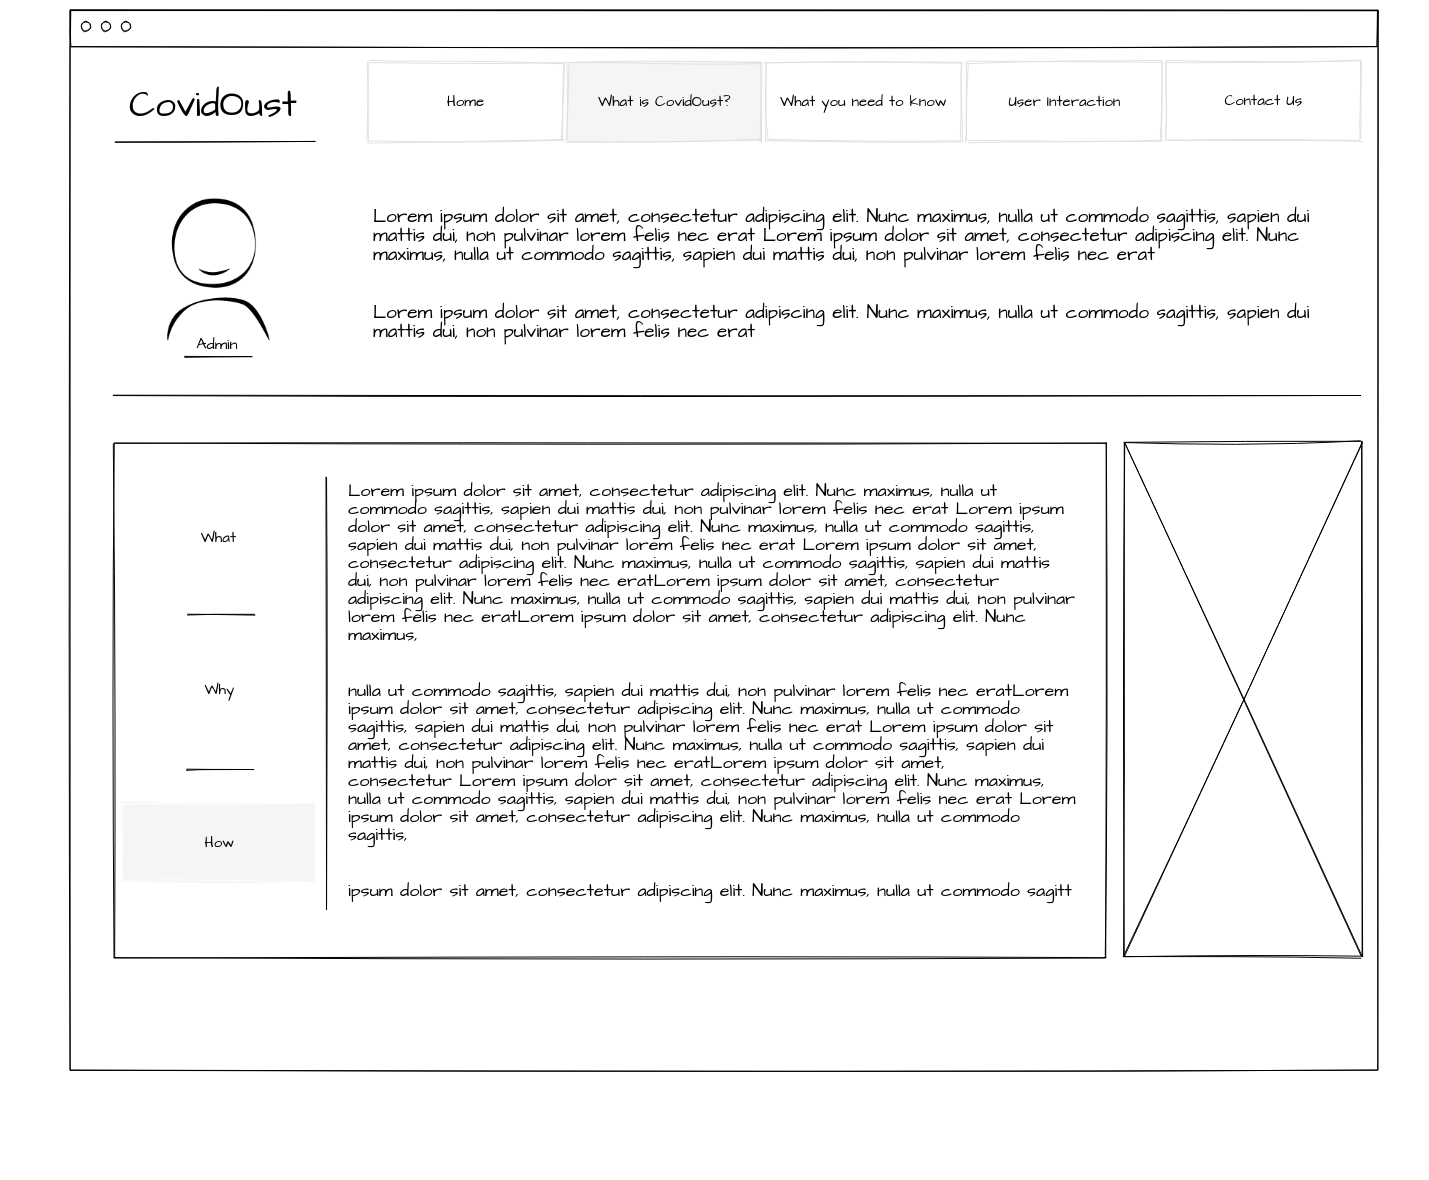 CovidOust
Home
What is CovidOust?
What you need to know
User Interaction
Contact Us
Lorem ipsum dolor sit amet, consectetur adipiscing elit. Nunc maximus, nulla ut commodo sagittis, sapien dui
mattis dui, non pulvinar lorem felis nec erat Lorem ipsum dolor sit amet, consectetur adipiscing elit. Nunc
maximus, nulla ut commodo sagittis, sapien dui mattis dui, non pulvinar lorem felis nec erat
Lorem ipsum dolor sit amet, consectetur adipiscing elit. Nunc maximus, nulla ut commodo sagittis, sapien dui
mattis dui, non pulvinar lorem felis nec erat
Admin
What
Why
How
Lorem ipsum dolor sit amet, consectetur adipiscing elit. Nunc maximus, nulla ut
commodo sagittis, sapien dui mattis dui, non pulvinar lorem felis nec erat Lorem ipsum
dolor sit amet, consectetur adipiscing elit. Nunc maximus, nulla ut commodo sagittis,
sapien dui mattis dui, non pulvinar lorem felis nec erat Lorem ipsum dolor sit amet,
consectetur adipiscing elit. Nunc maximus, nulla ut commodo sagittis, sapien dui mattis
dui, non pulvinar lorem felis nec eratLorem ipsum dolor sit amet, consectetur
adipiscing elit. Nunc maximus, nulla ut commodo sagittis, sapien dui mattis dui, non pulvinar
lorem felis nec eratLorem ipsum dolor sit amet, consectetur adipiscing elit. Nunc
maximus,
nulla ut commodo sagittis, sapien dui mattis dui, non pulvinar lorem felis nec eratLorem
ipsum dolor sit amet, consectetur adipiscing elit. Nunc maximus, nulla ut commodo
sagittis, sapien dui mattis dui, non pulvinar lorem felis nec erat Lorem ipsum dolor sit
amet, consectetur adipiscing elit. Nunc maximus, nulla ut commodo sagittis, sapien dui
mattis dui, non pulvinar lorem felis nec eratLorem ipsum dolor sit amet,
consectetur Lorem ipsum dolor sit amet, consectetur adipiscing elit. Nunc maximus,
nulla ut commodo sagittis, sapien dui mattis dui, non pulvinar lorem felis nec erat Lorem
ipsum dolor sit amet, consectetur adipiscing elit. Nunc maximus, nulla ut commodo
sagittis,
ipsum dolor sit amet, consectetur adipiscing elit. Nunc maximus, nulla ut commodo sagitt